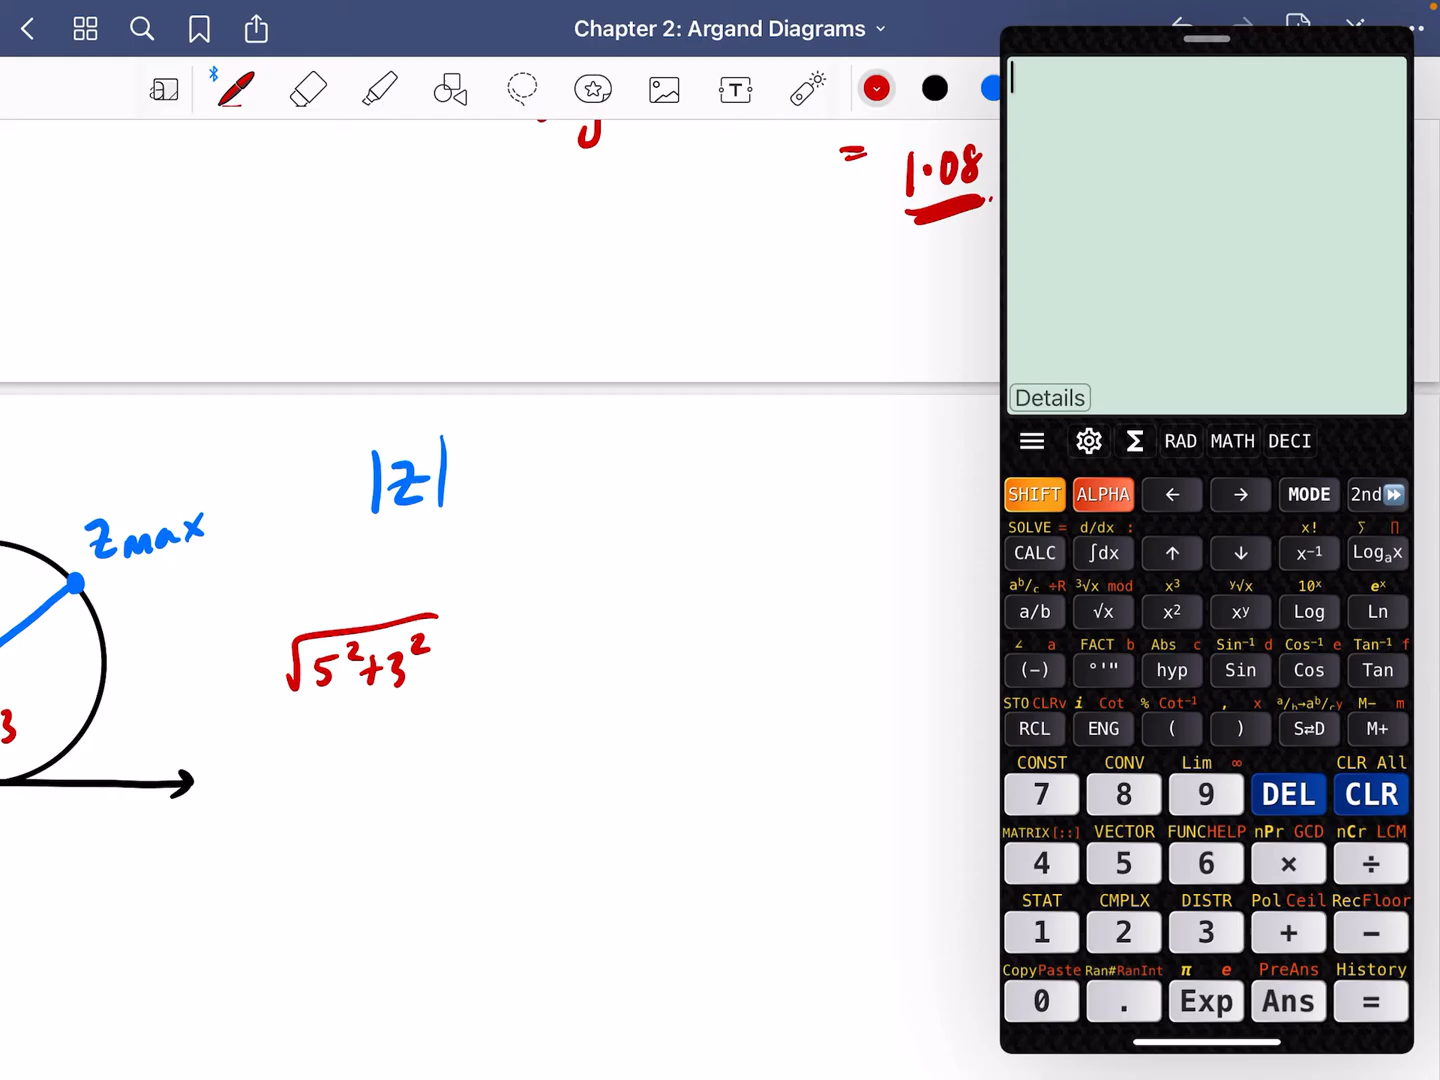 Chapter 2: Argand Diagrams
= 1.08
|z|
z max
√5²+3²
3
Details
RAD MATH DECI
SHIFT ALPHA ← → MODE 2nd
SOLVE = d/dx : x! ∑ ∏
CALC ∫dx ↑ ↓ x⁻¹ Logₐx
aᵇ/c ÷R ³√x mod x³ ʸ√x 10ˣ eˣ
a/b √x x² xʸ Log Ln
∠ a FACT b Abs c Sin⁻¹ d Cos⁻¹ e Tan⁻¹ f
(−) °'" hyp Sin Cos Tan
STO CLRv i Cot % Cot⁻¹ , x ᵃ/b→aᵇ/c y M− m
RCL ENG ( ) S⇄D M+
CONST CONV Lim ∞ CLR All
7 8 9 DEL CLR
MATRIX [::] VECTOR FUNC HELP nPr GCD nCr LCM
4 5 6 × ÷
STAT CMPLX DISTR Pol Ceil Rec Floor
1 2 3 + −
Copy Paste Ran# RanInt π e PreAns History
0 . Exp Ans =